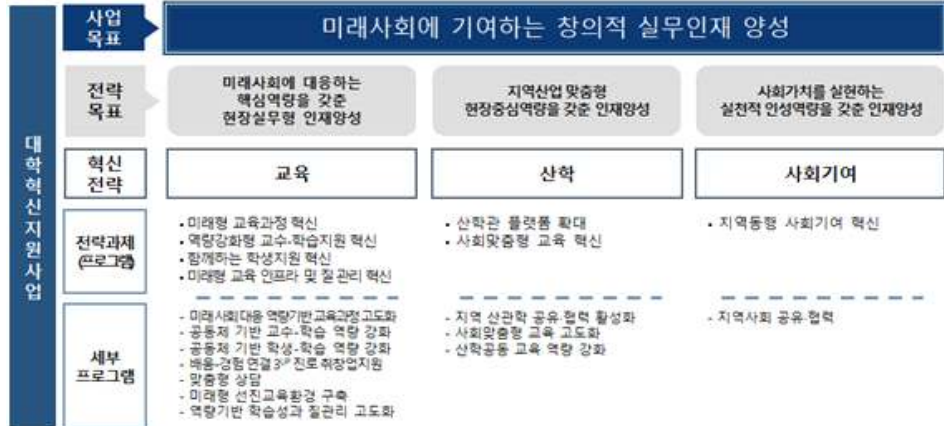 대학혁신지원사업
사업
목표
미래사회에 기여하는 창의적 실무인재 양성
전략
목표
미래사회에 대응하는
핵심역량을 갖춘
현장실무형 인재양성
지역산업 맞춤형
현장중심역량을 갖춘 인재양성
사회가치를 실현하는
실천적 인성역량을 갖춘 인재양성
혁신
전략
교육
산학
사회기여
전략과제
(프로그램)
• 미래형 교육과정 혁신
• 역량강화형 교수-학습지원 혁신
• 함께하는 학생지원 혁신
• 미래형 교육 인프라 및 질관리 혁신
• 산학관 플랫폼 확대
• 사회맞춤형 교육 혁신
• 지역동행 사회기여 혁신
세부
프로그램
- 미래사회대응 역량기반교육과정고도화
- 공동체 기반 교수-학습 역량 강화
- 공동체 기반 학생-학습 역량 강화
- 배움-경험 연결 진로 취창업지원
- 맞춤형 상담
- 미래형 선진교육환경 구축
- 역량기반 학습성과 질관리 고도화
- 지역 산관학 공유·협력 활성화
- 사회맞춤형 교육 고도화
- 산학공동 교육 역량 강화
- 지역사회 공유·협력